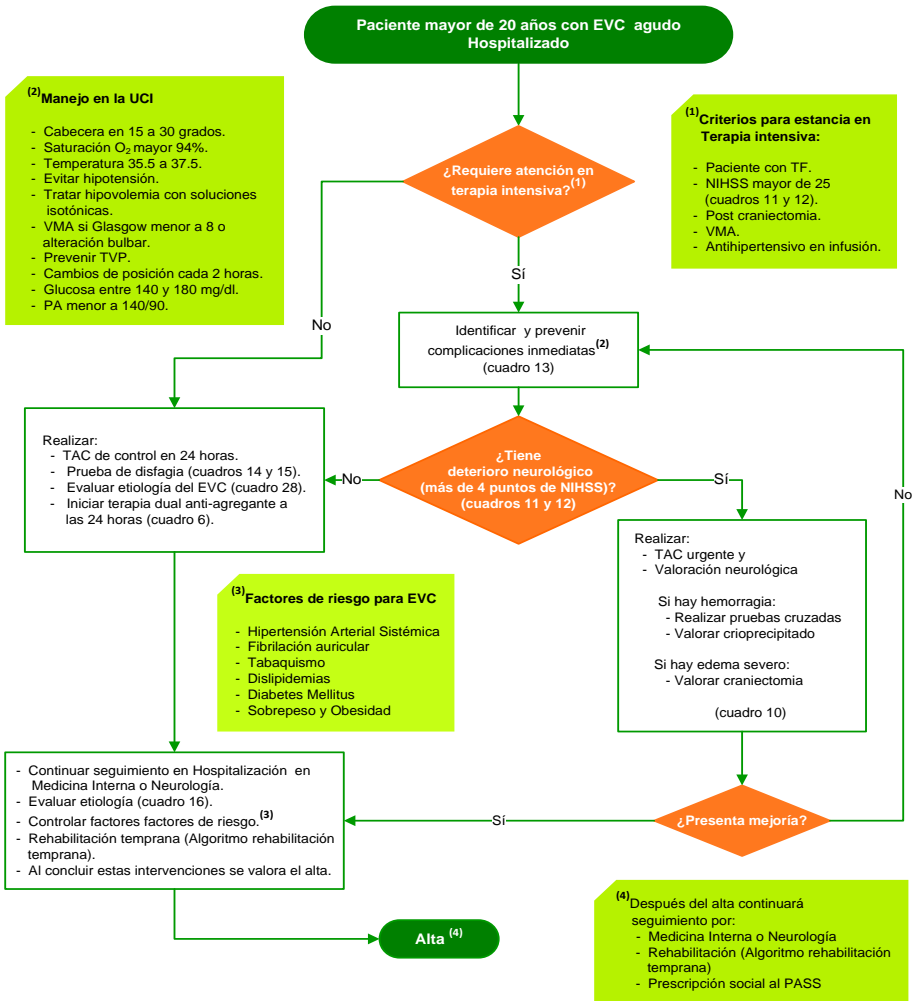 Paciente mayor de 20 años con EVC agudo
Hospitalizado
(2)Manejo en la UCI
- Cabecera en 15 a 30 grados.
- Saturación O2 mayor 94%.
- Temperatura 35.5 a 37.5.
- Evitar hipotensión.
- Tratar hipovolemia con soluciones
isotónicas.
- VMA si Glasgow menor a 8 o
alteración bulbar.
- Prevenir TVP.
- Cambios de posición cada 2 horas.
- Glucosa entre 140 y 180 mg/dl.
- PA menor a 140/90.
¿Requiere atención en
terapia intensiva?(1)
(1)Criterios para estancia en
Terapia intensiva:
- Paciente con TF.
- NIHSS mayor de 25
(cuadros 11 y 12).
- Post craniectomia.
- VMA.
- Antihipertensivo en infusión.
Sí
No
Identificar y prevenir
complicaciones inmediatas(2)
(cuadro 13)
Realizar:
- TAC de control en 24 horas.
- Prueba de disfagia (cuadros 14 y 15).
- Evaluar etiología del EVC (cuadro 28).
- Iniciar terapia dual anti-agregante a
las 24 horas (cuadro 6).
No
¿Tiene
deterioro neurológico
(más de 4 puntos de NIHSS)?
(cuadros 11 y 12)
Sí
No
Realizar:
- TAC urgente y
- Valoración neurológica
Si hay hemorragia:
- Realizar pruebas cruzadas
- Valorar crioprecipitado
Si hay edema severo:
- Valorar craniectomia
(cuadro 10)
(3)Factores de riesgo para EVC
- Hipertensión Arterial Sistémica
- Fibrilación auricular
- Tabaquismo
- Dislipidemias
- Diabetes Mellitus
- Sobrepeso y Obesidad
- Continuar seguimiento en Hospitalización en
Medicina Interna o Neurología.
- Evaluar etiología (cuadro 16).
- Controlar factores factores de riesgo.(3)
- Rehabilitación temprana (Algoritmo rehabilitación
temprana).
- Al concluir estas intervenciones se valora el alta.
Sí
¿Presenta mejoría?
Alta (4)
(4)Después del alta continuará
seguimiento por:
- Medicina Interna o Neurología
- Rehabilitación (Algoritmo rehabilitación
temprana)
- Prescripción social al PASS